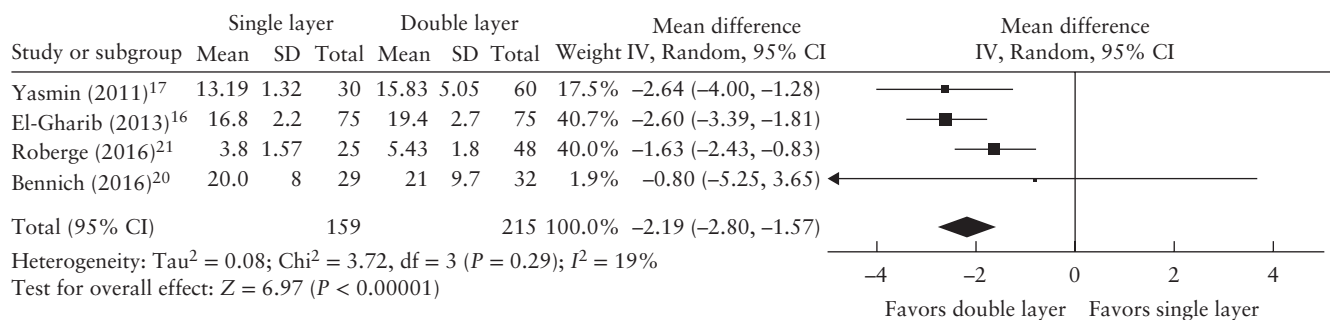 Single layer Double layer Mean difference Mean difference
Study or subgroup Mean SD Total Mean SD Total Weight IV, Random, 95% CI IV, Random, 95% CI
Yasmin (2011)17 13.19 1.32 30 15.83 5.05 60 17.5% −2.64 (−4.00, −1.28)
El-Gharib (2013)16 16.8 2.2 75 19.4 2.7 75 40.7% −2.60 (−3.39, −1.81)
Roberge (2016)21 3.8 1.57 25 5.43 1.8 48 40.0% −1.63 (−2.43, −0.83)
Bennich (2016)20 20.0 8 29 21 9.7 32 1.9% −0.80 (−5.25, 3.65)
Total (95% CI) 159 215 100.0% −2.19 (−2.80, −1.57)
Heterogeneity: Tau2 = 0.08; Chi2 = 3.72, df = 3 (P = 0.29); I2 = 19%
Test for overall effect: Z = 6.97 (P < 0.00001)
−4 −2 0 2 4
Favors double layer Favors single layer